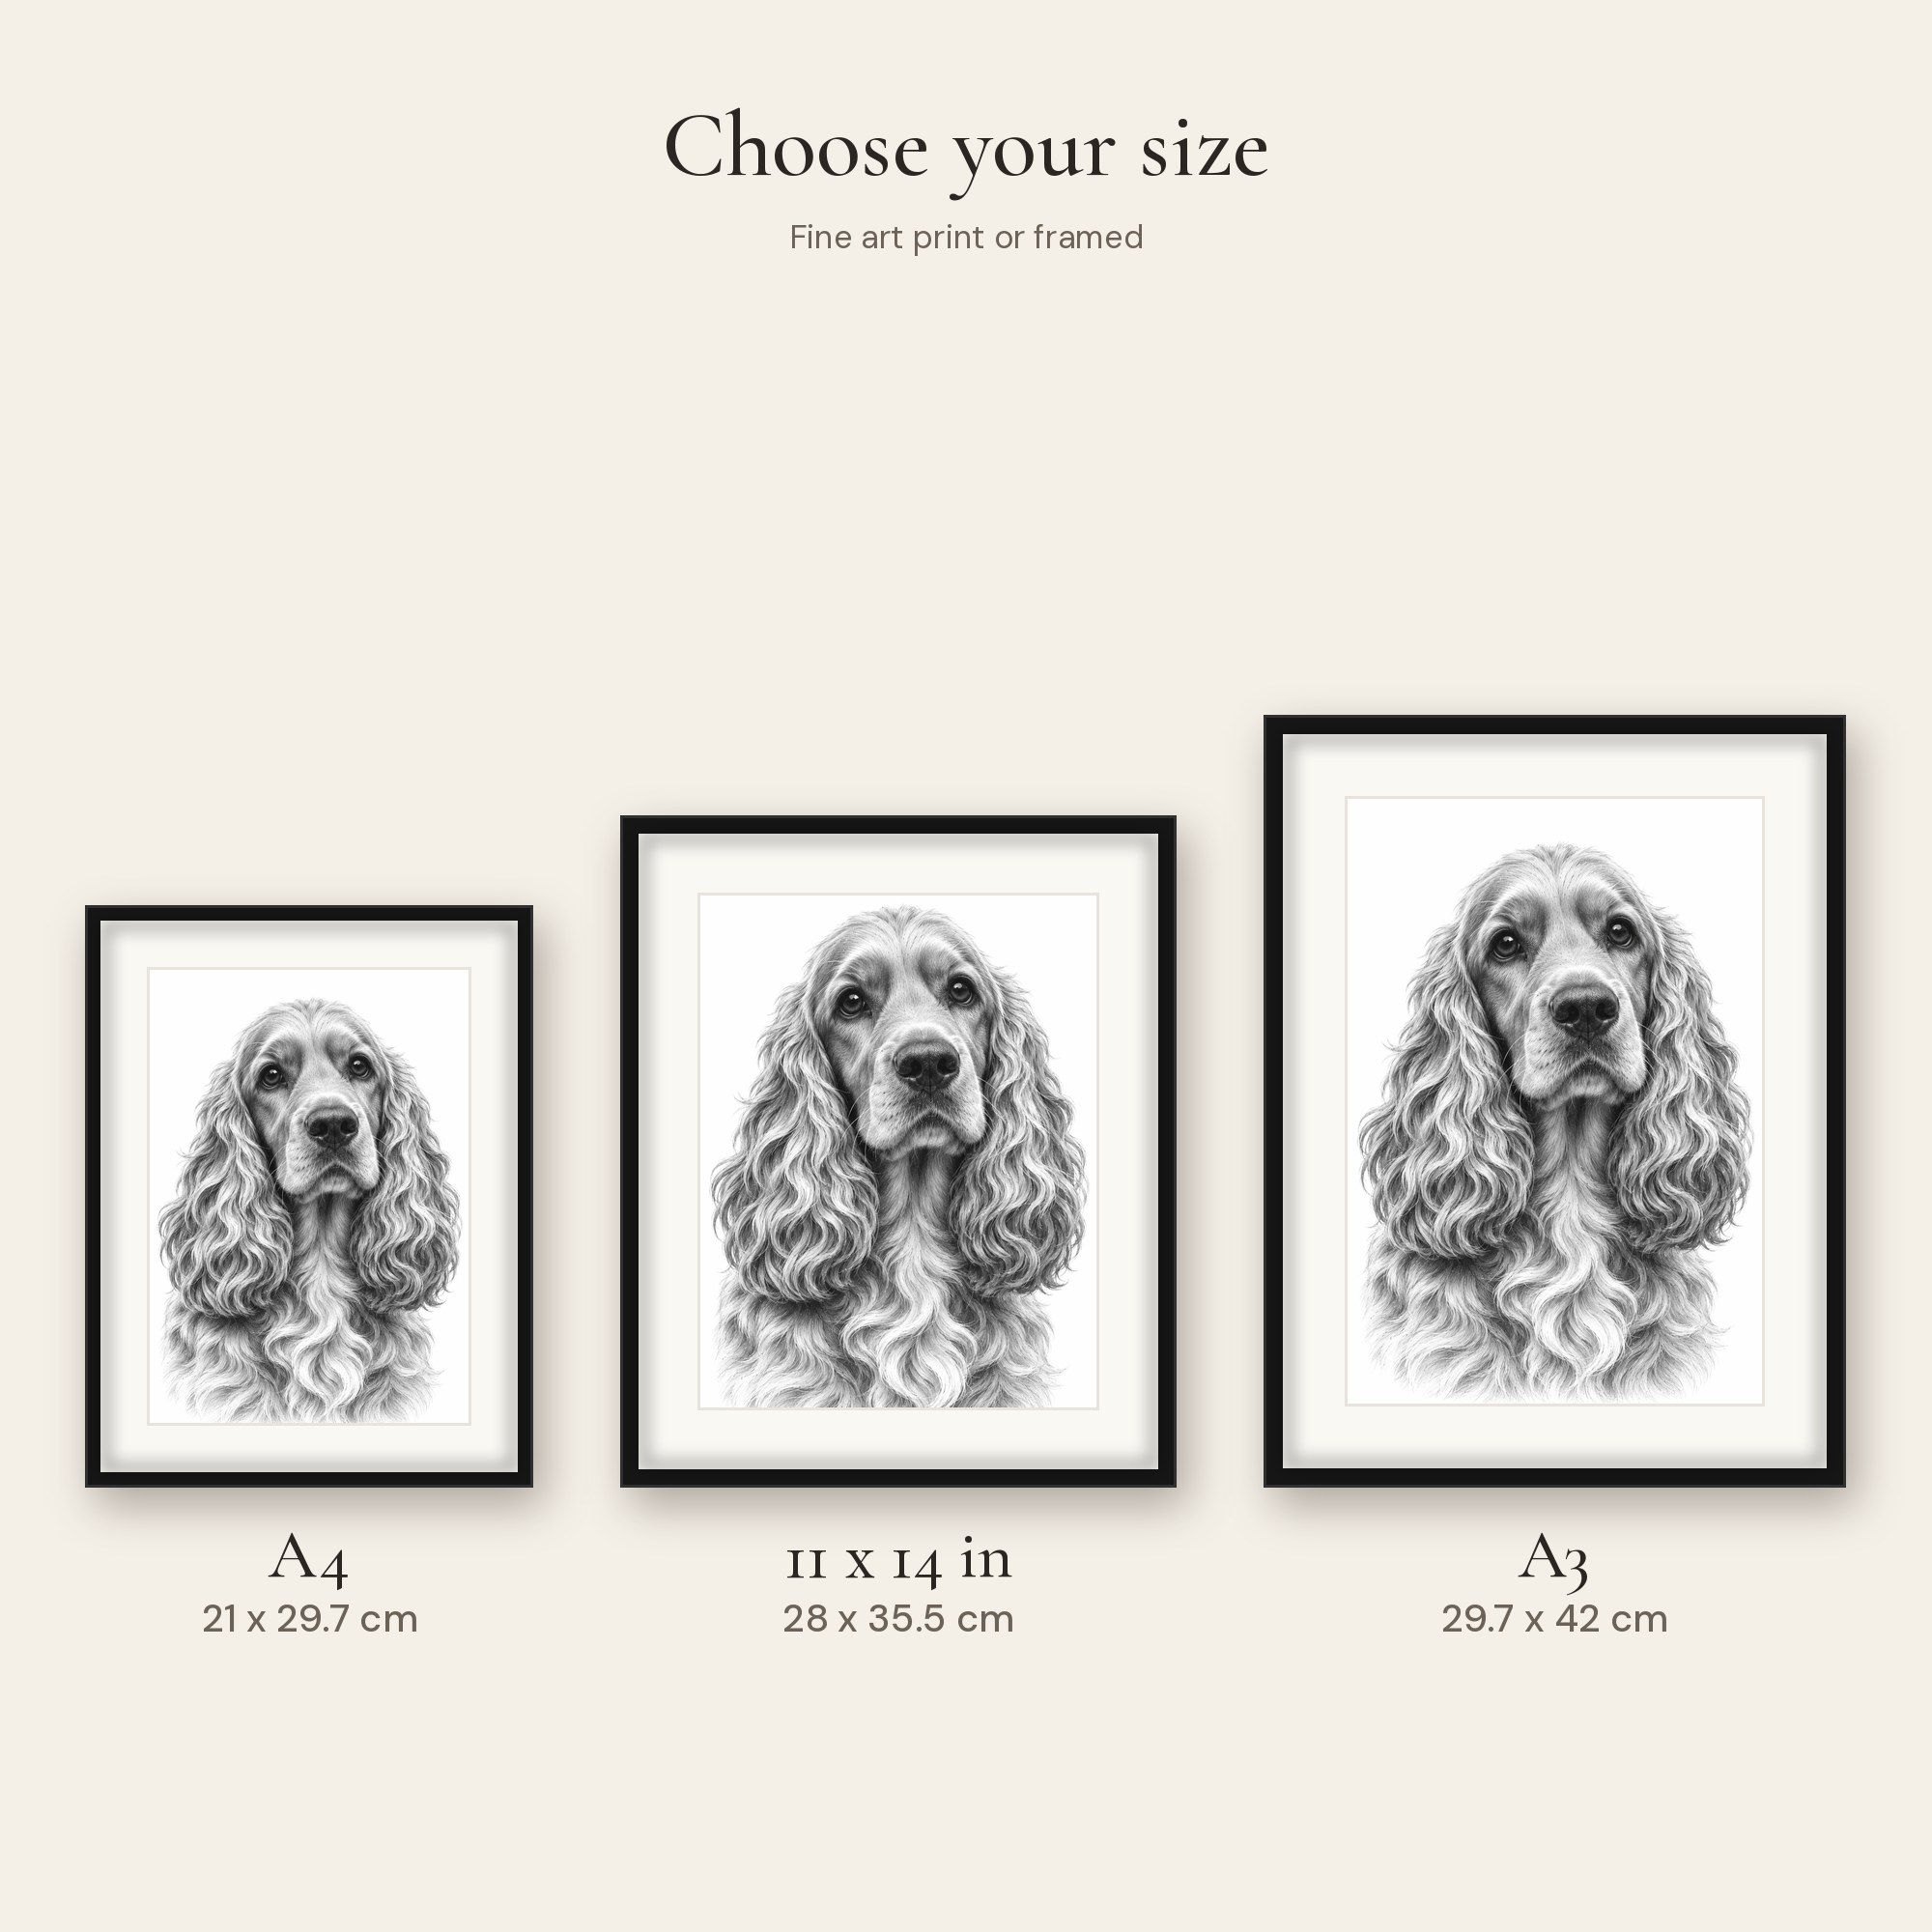 Choose your size
Fine art print or framed
A4
11 x 14 in
A3
21 x 29.7 cm
28 x 35.5 cm
29.7 x 42 cm